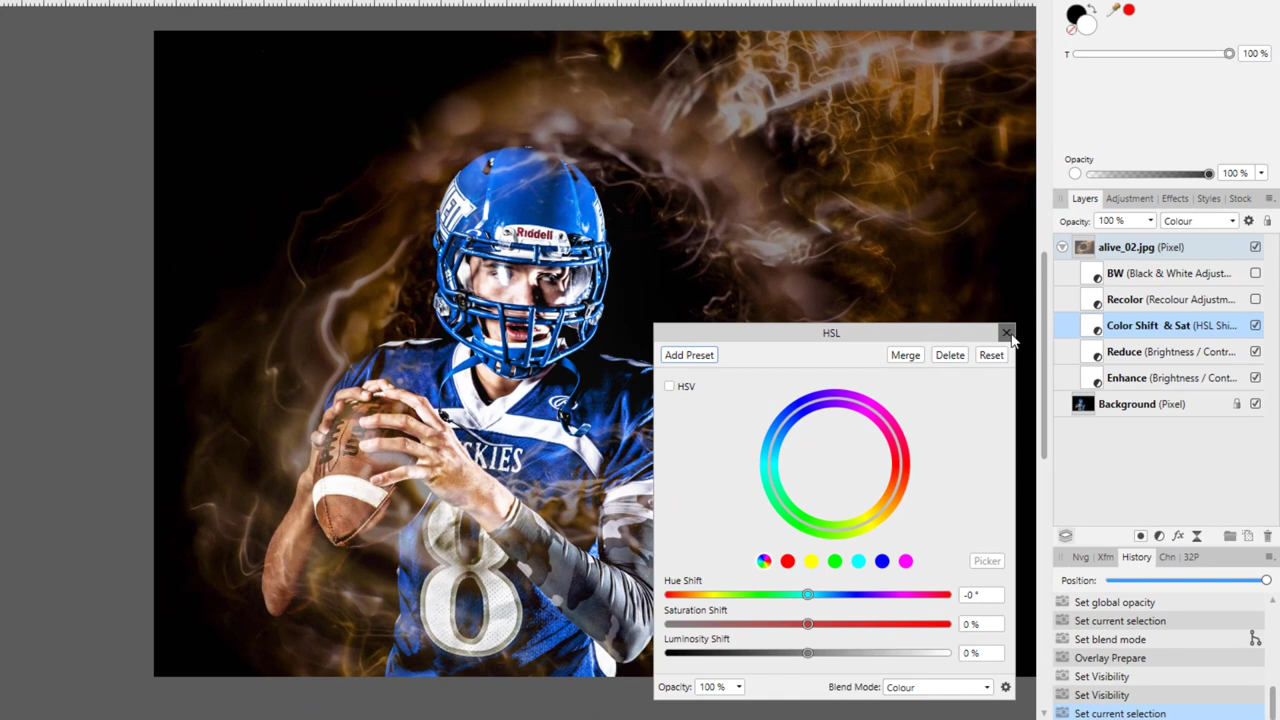 T
100 %
Opacity
100 %
Layers
Adjustment
Effects
Styles
Stock
Opacity:
100 %
Colour
alive_02.jpg (Pixel)
BW (Black & White Adjust...
Recolor (Recolour Adjustm...
Color Shift & Sat (HSL Shi...
Reduce (Brightness / Contr...
Enhance (Brightness / Cont...
Background (Pixel)
Riddell
SKIES
8
HSL
Add Preset
Merge
Delete
Reset
HSV
Picker
Hue Shift
-0 °
Saturation Shift
0 %
Luminosity Shift
0 %
Opacity:
100 %
Blend Mode:
Colour
Nvg
Xfm
History
Chn
32P
Position:
Set global opacity
Set current selection
Set blend mode
Overlay Prepare
Set Visibility
Set Visibility
Set current selection